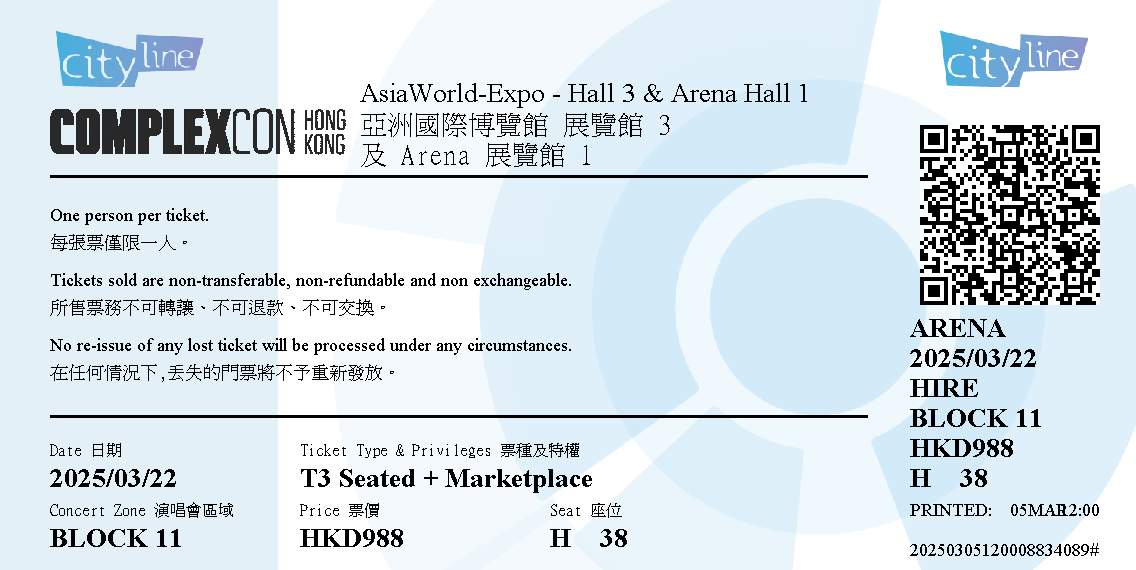 city line
COMPLEXCON HONG KONG
AsiaWorld-Expo - Hall 3 & Arena Hall 1
亞洲國際博覽館 展覽館 3
及 Arena 展覽館 1
One person per ticket.
每張票僅限一人。
Tickets sold are non-transferable, non-refundable and non exchangeable.
所售票務不可轉讓、不可退款、不可交換。
No re-issue of any lost ticket will be processed under any circumstances.
在任何情況下,丟失的門票將不予重新發放。
Date 日期
2025/03/22
Ticket Type & Privileges 票種及特權
T3 Seated + Marketplace
Concert Zone 演唱會區域
BLOCK 11
Price 票價
HKD988
Seat 座位
H 38
city line
ARENA
2025/03/22
HIRE
BLOCK 11
HKD988
H 38
PRINTED: 05MAR 12:00
20250305120008834089#